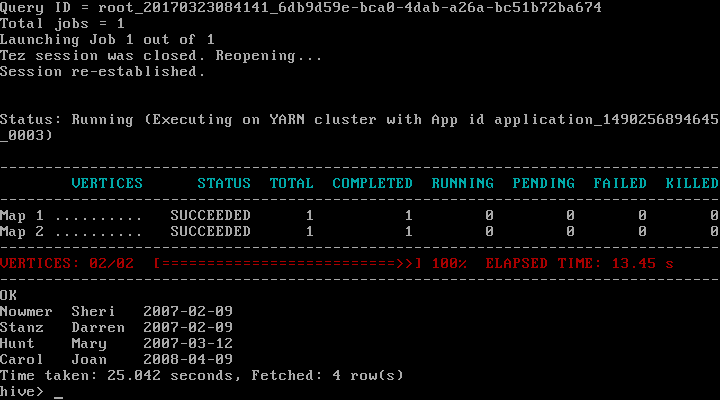 Query ID = root_20170323084141_6db9d59e-bca0-4dab-a26a-bc51b72ba674
Total jobs = 1
Launching Job 1 out of 1
Tez session was closed. Reopening...
Session re-established.
Status: Running (Executing on YARN cluster with App id application_1490256894645
_0003)
--------------------------------------------------------------------------------
VERTICES STATUS TOTAL COMPLETED RUNNING PENDING FAILED KILLED
--------------------------------------------------------------------------------
Map 1 .......... SUCCEEDED 1 1 0 0 0 0
Map 2 .......... SUCCEEDED 1 1 0 0 0 0
--------------------------------------------------------------------------------
VERTICES: 02/02 [==========================>>] 100% ELAPSED TIME: 13.45 s
--------------------------------------------------------------------------------
OK
Nowmer Sheri 2007-02-09
Stanz Darren 2007-02-09
Hunt Mary 2007-03-12
Carol Joan 2008-04-09
Time taken: 25.042 seconds, Fetched: 4 row(s)
hive> _